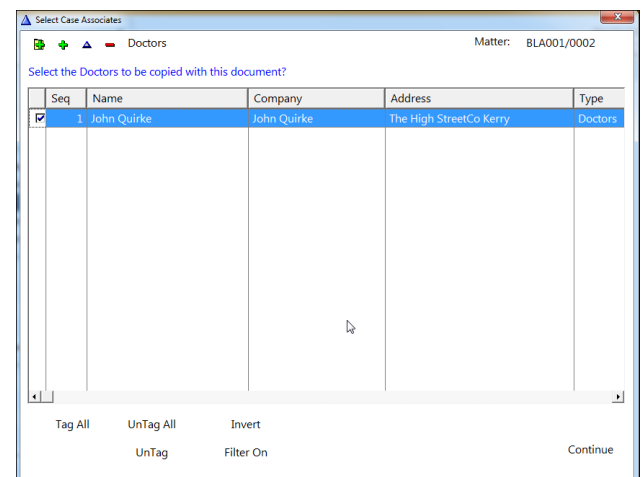 Select Case Associates
Doctors Matter: BLA001/0002
Select the Doctors to be copied with this document?
Seq Name Company Address Type
1 John Quirke John Quirke The High StreetCo Kerry Doctors
Tag All UnTag All Invert
UnTag Filter On Continue